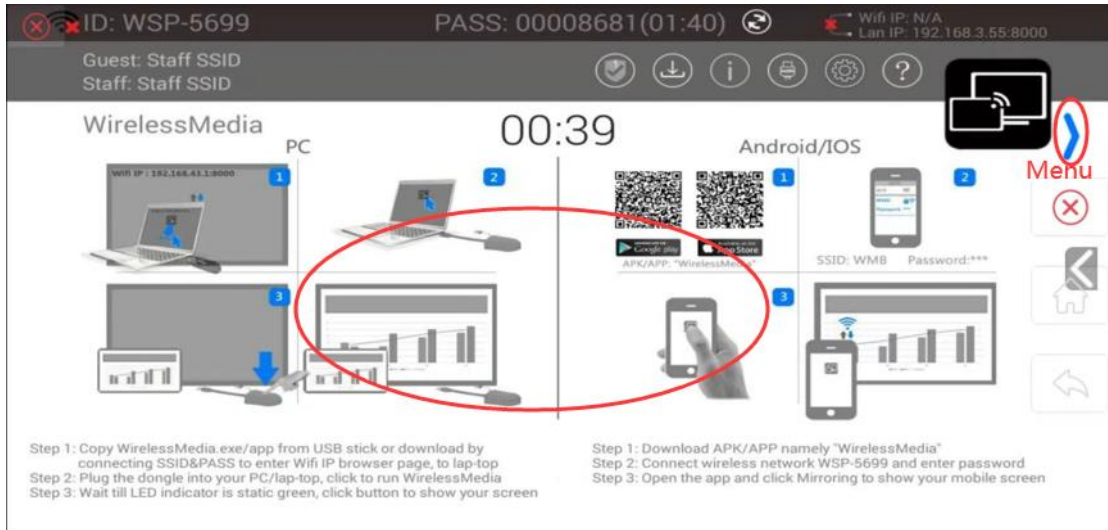 ID: WSP-5699
PASS: 00008681(01:40)
Wifi IP: N/A
Lan IP: 192.168.3.55:8000
Guest: Staff SSID
Staff: Staff SSID
WirelessMedia
00:39
PC
Android/IOS
Menu
Wifi IP : 192.168.43.1:8000
1
2
3
1
2
3
Google play
App Store
APK/APP: "WirelessMedia"
SSID: WMB Password:***
Step 1: Copy WirelessMedia.exe/app from USB stick or download by
connecting SSID&PASS to enter Wifi IP browser page, to lap-top
Step 2: Plug the dongle into your PC/lap-top, click to run WirelessMedia
Step 3: Wait till LED indicator is static green, click button to show your screen
Step 1: Download APK/APP namely "WirelessMedia"
Step 2: Connect wireless network WSP-5699 and enter password
Step 3: Open the app and click Mirroring to show your mobile screen